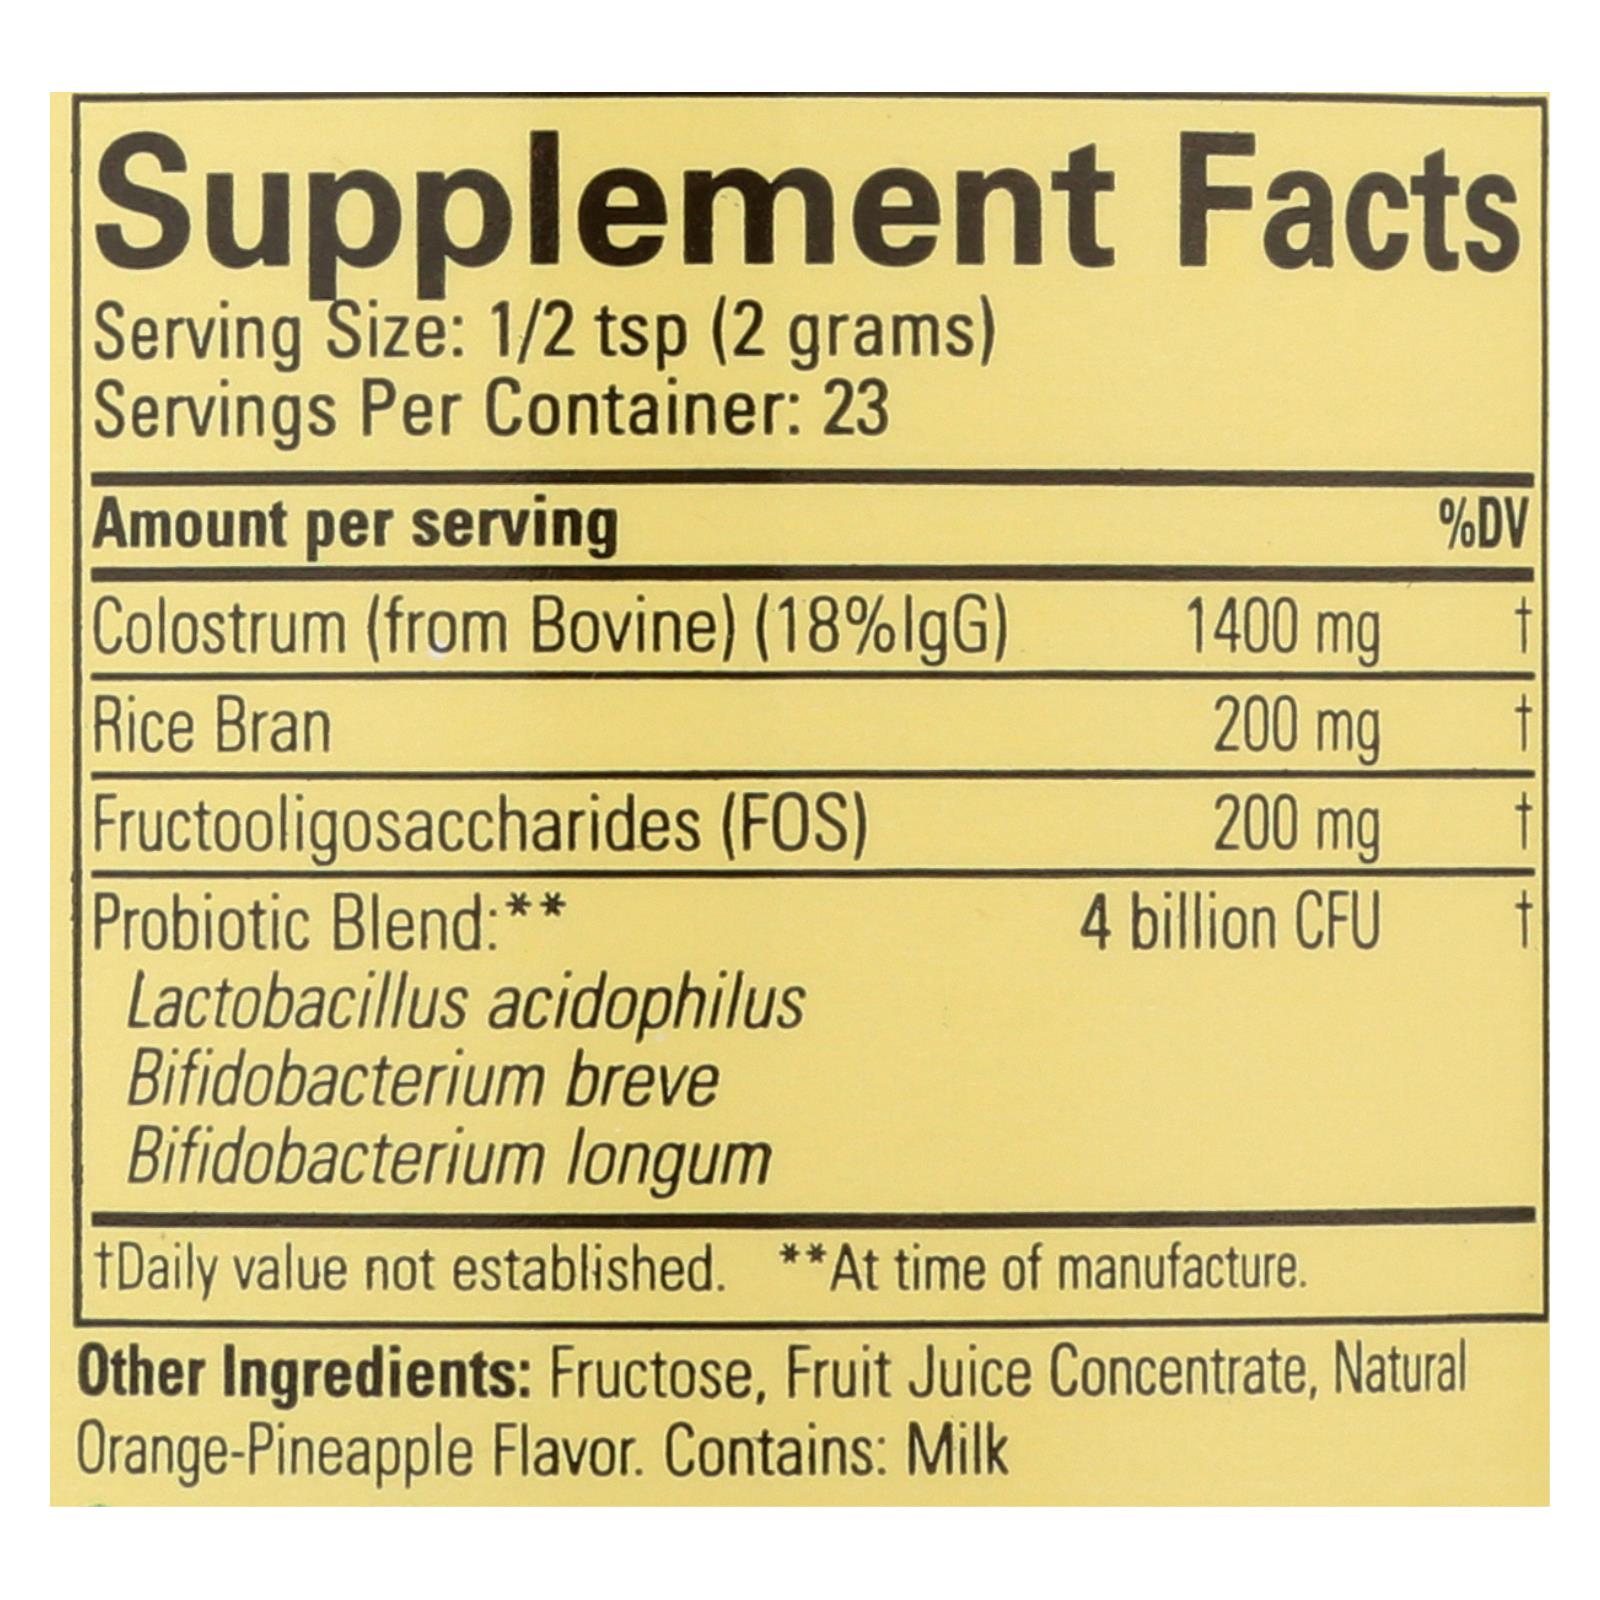 Supplement Facts
Serving Size: 1/2 tsp (2 grams)
Servings Per Container: 23
Amount per serving %DV
Colostrum (from Bovine) (18%IgG) 1400 mg †
Rice Bran 200 mg †
Fructooligosaccharides (FOS) 200 mg †
Probiotic Blend:** 4 billion CFU †
Lactobacillus acidophilus
Bifidobacterium breve
Bifidobacterium longum
†Daily value not established. **At time of manufacture.
Other Ingredients: Fructose, Fruit Juice Concentrate, Natural
Orange-Pineapple Flavor. Contains: Milk